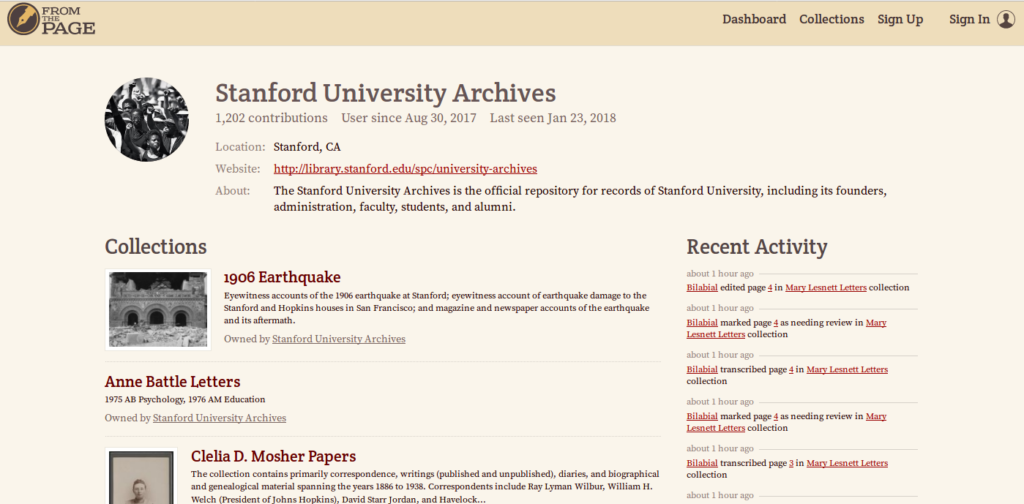 FROM
THE
PAGE
Dashboard Collections Sign Up Sign In
Stanford University Archives
1,202 contributions User since Aug 30, 2017 Last seen Jan 23, 2018
Location: Stanford, CA
Website: http://library.stanford.edu/spc/university-archives
About: The Stanford University Archives is the official repository for records of Stanford University, including its founders,
administration, faculty, students, and alumni.
Collections
1906 Earthquake
Eyewitness accounts of the 1906 earthquake at Stanford; eyewitness account of earthquake damage to the
Stanford and Hopkins houses in San Francisco; and magazine and newspaper accounts of the earthquake
and its aftermath.
Owned by Stanford University Archives
Anne Battle Letters
1975 AB Psychology, 1976 AM Education
Owned by Stanford University Archives
Clelia D. Mosher Papers
The collection contains primarily correspondence, writings (published and unpublished), diaries, and biographical
and genealogical material spanning the years 1886 to 1938. Correspondents include Ray Lyman Wilbur, William H.
Welch (President of Johns Hopkins), David Starr Jordan, and Havelock...
Recent Activity
about 1 hour ago
Bilabial edited page 4 in Mary Lesnett Letters collection
about 1 hour ago
Bilabial marked page 4 as needing review in Mary
Lesnett Letters collection
about 1 hour ago
Bilabial transcribed page 4 in Mary Lesnett Letters
collection
about 1 hour ago
Bilabial marked page 4 as needing review in Mary
Lesnett Letters collection
about 1 hour ago
Bilabial transcribed page 3 in Mary Lesnett Letters
collection
about 1 hour ago